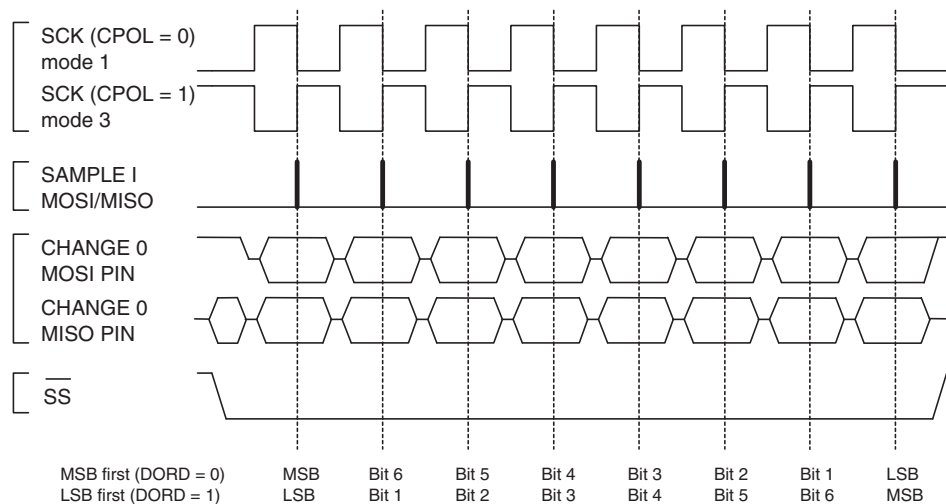 SCK (CPOL = 0)
mode 1
SCK (CPOL = 1)
mode 3
SAMPLE I
MOSI/MISO
CHANGE 0
MOSI PIN
CHANGE 0
MISO PIN
SS
MSB first (DORD = 0) MSB Bit 6 Bit 5 Bit 4 Bit 3 Bit 2 Bit 1 LSB
LSB first (DORD = 1) LSB Bit 1 Bit 2 Bit 3 Bit 4 Bit 5 Bit 6 MSB